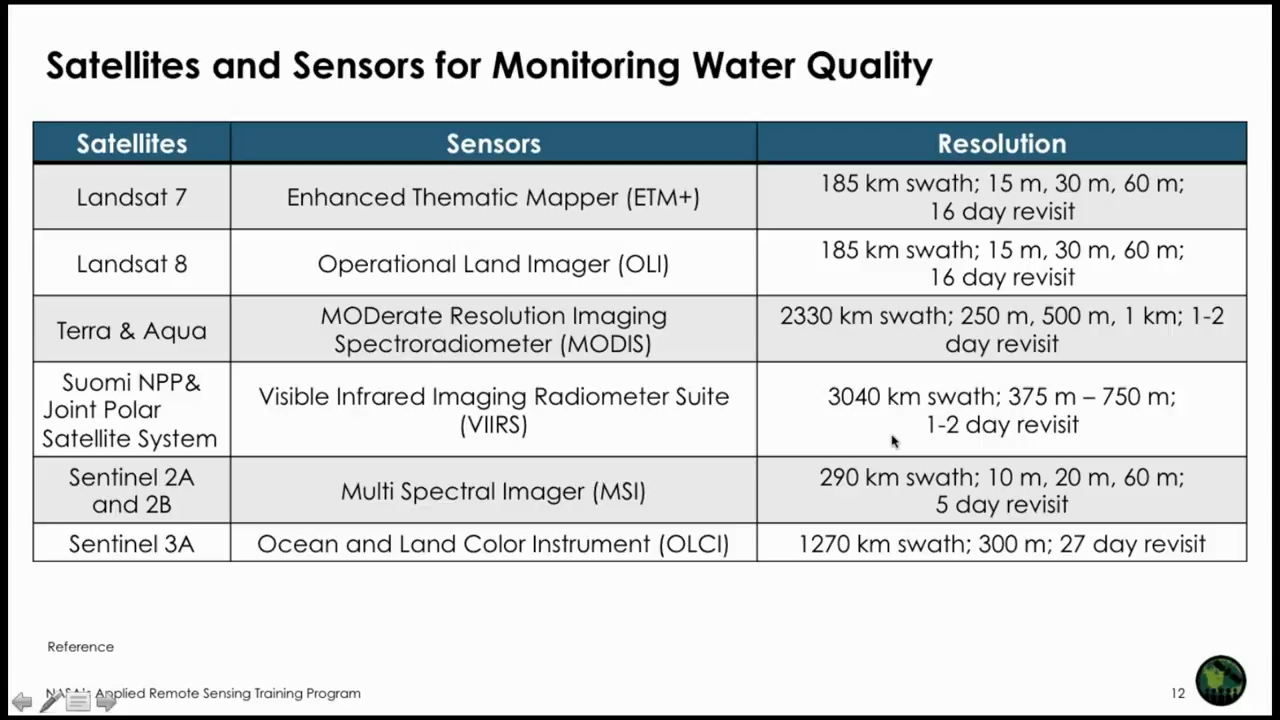 Satellites and Sensors for Monitoring Water Quality
Satellites
Sensors
Resolution
Landsat 7
Enhanced Thematic Mapper (ETM+)
185 km swath; 15 m, 30 m, 60 m;
16 day revisit
Landsat 8
Operational Land Imager (OLI)
185 km swath; 15 m, 30 m, 60 m;
16 day revisit
Terra & Aqua
MODerate Resolution Imaging
Spectroradiometer (MODIS)
2330 km swath; 250 m, 500 m, 1 km; 1-2
day revisit
Suomi NPP&
Joint Polar
Satellite System
Visible Infrared Imaging Radiometer Suite
(VIIRS)
3040 km swath; 375 m – 750 m;
1-2 day revisit
Sentinel 2A
and 2B
Multi Spectral Imager (MSI)
290 km swath; 10 m, 20 m, 60 m;
5 day revisit
Sentinel 3A
Ocean and Land Color Instrument (OLCI)
1270 km swath; 300 m; 27 day revisit
Reference
NASA's Applied Remote Sensing Training Program
12